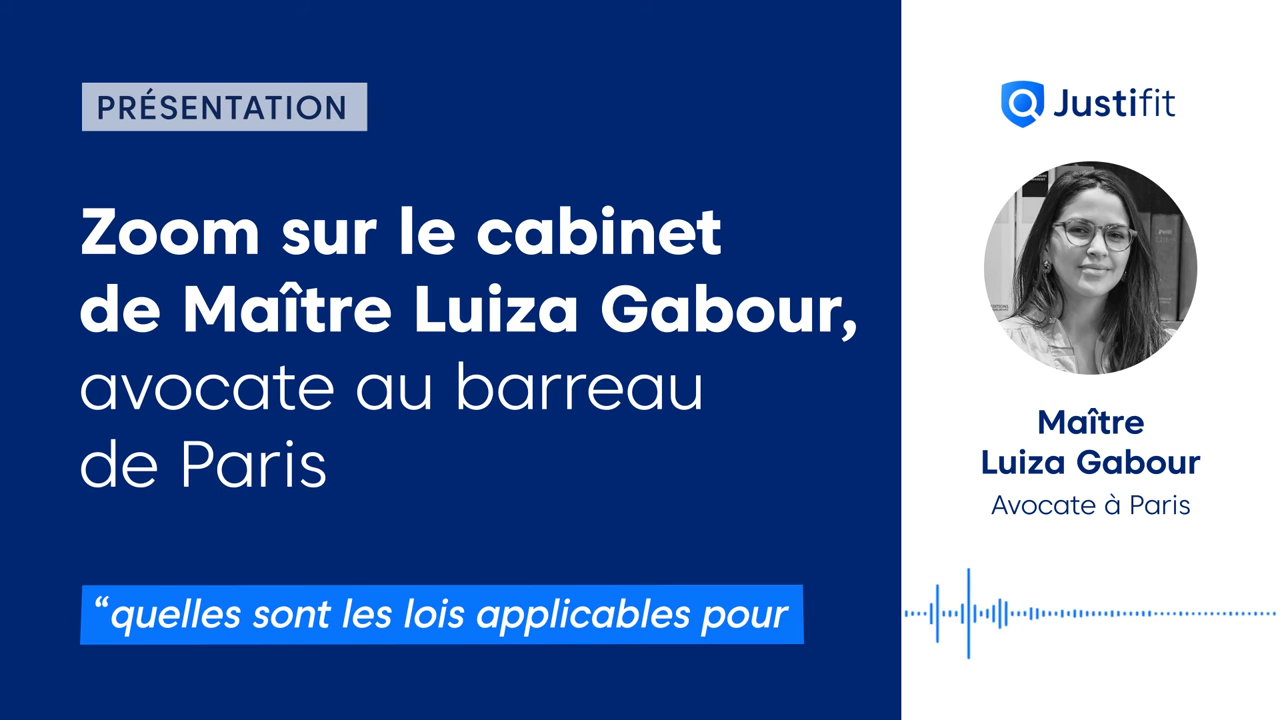 PRÉSENTATION
Zoom sur le cabinet
de Maître Luiza Gabour,
avocate au barreau
de Paris
“quelles sont les lois applicables pour
Justifit
Maître
Luiza Gabour
Avocate à Paris